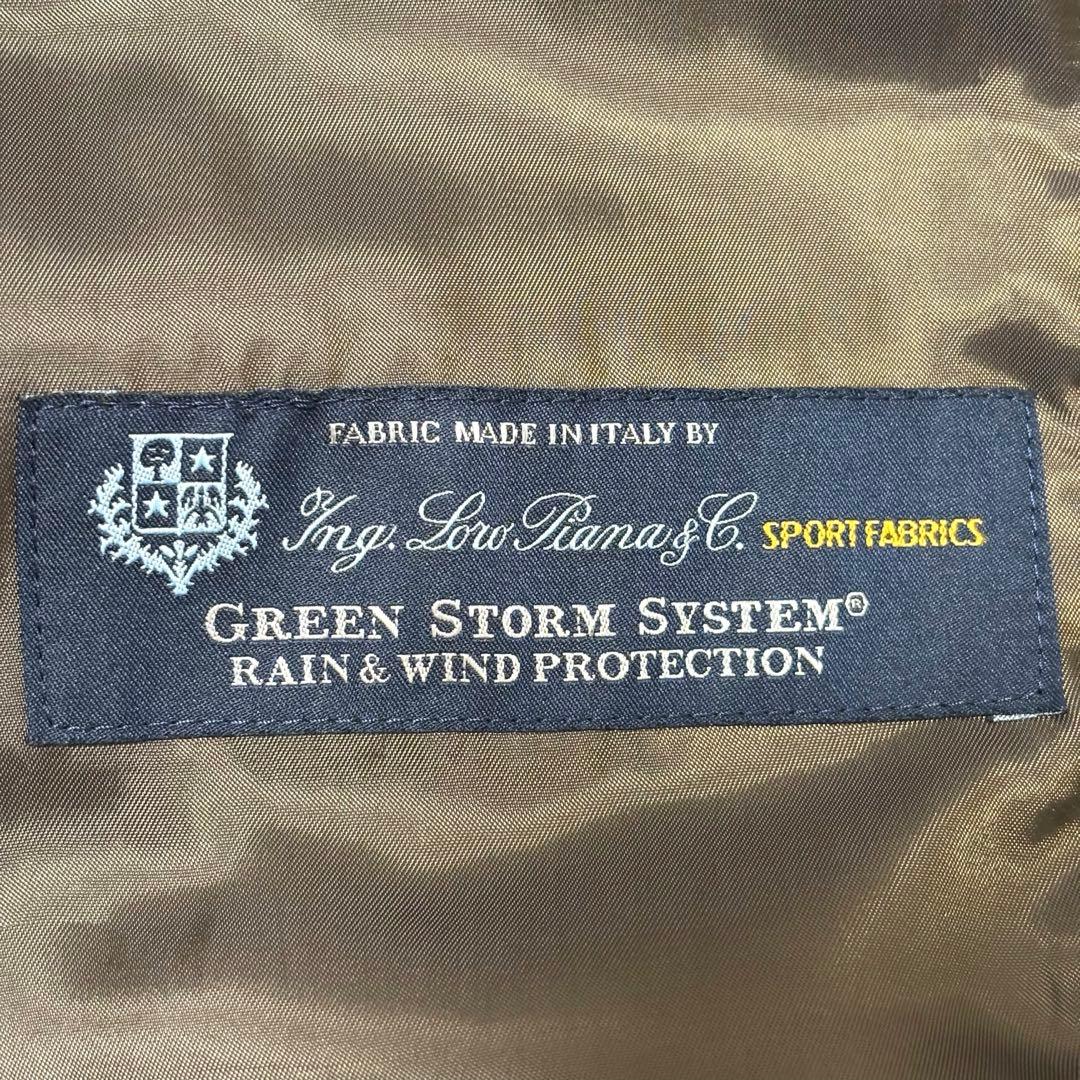 FABRIC MADE IN ITALY BY
Ing. Loro Piana & C. SPORT FABRICS
GREEN STORM SYSTEM®
RAIN & WIND PROTECTION